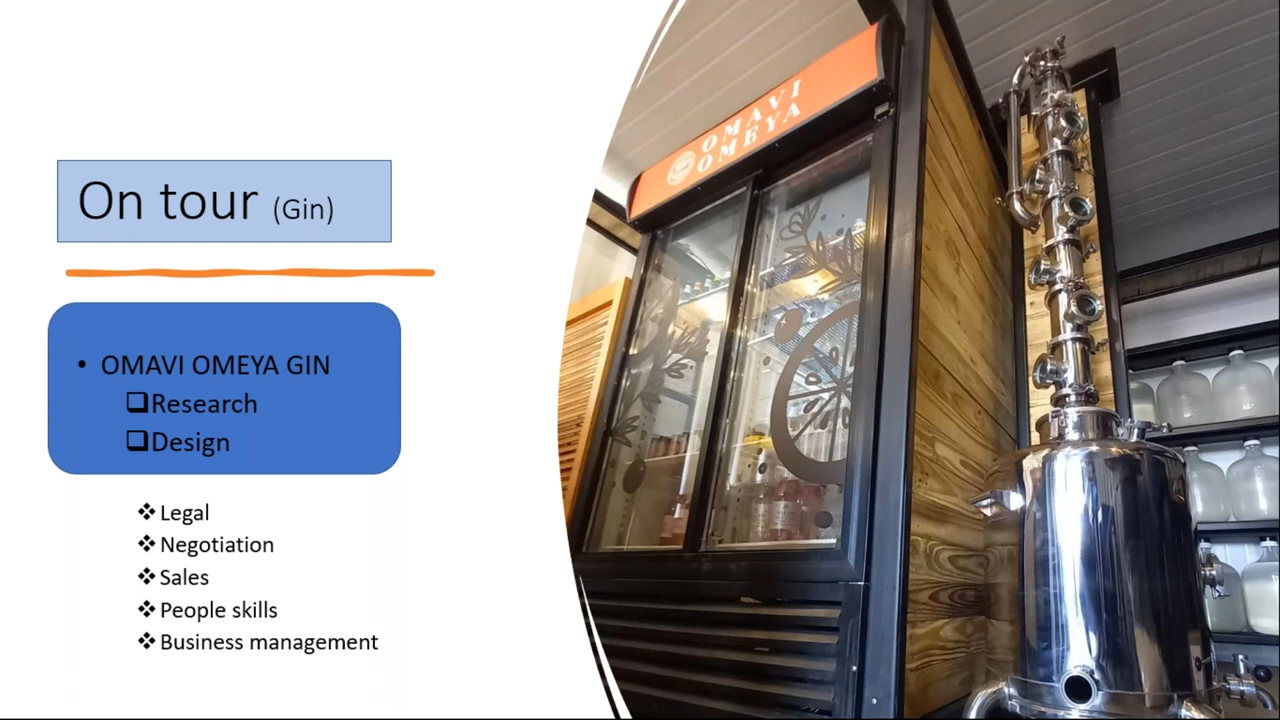 On tour (Gin)
• OMAVI OMEYA GIN
❑Research
❑Design
❖Legal
❖Negotiation
❖Sales
❖People skills
❖Business management
OMAVI
OMEYA